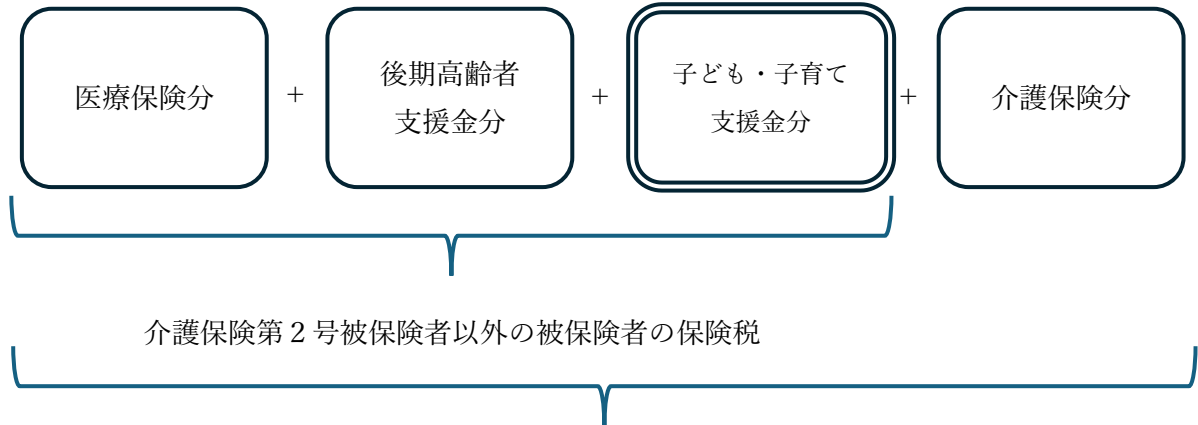 医療保険分
+
後期高齢者
支援金分
+
子ども・子育て
支援金分
+
介護保険分
介護保険第２号被保険者以外の被保険者の保険税